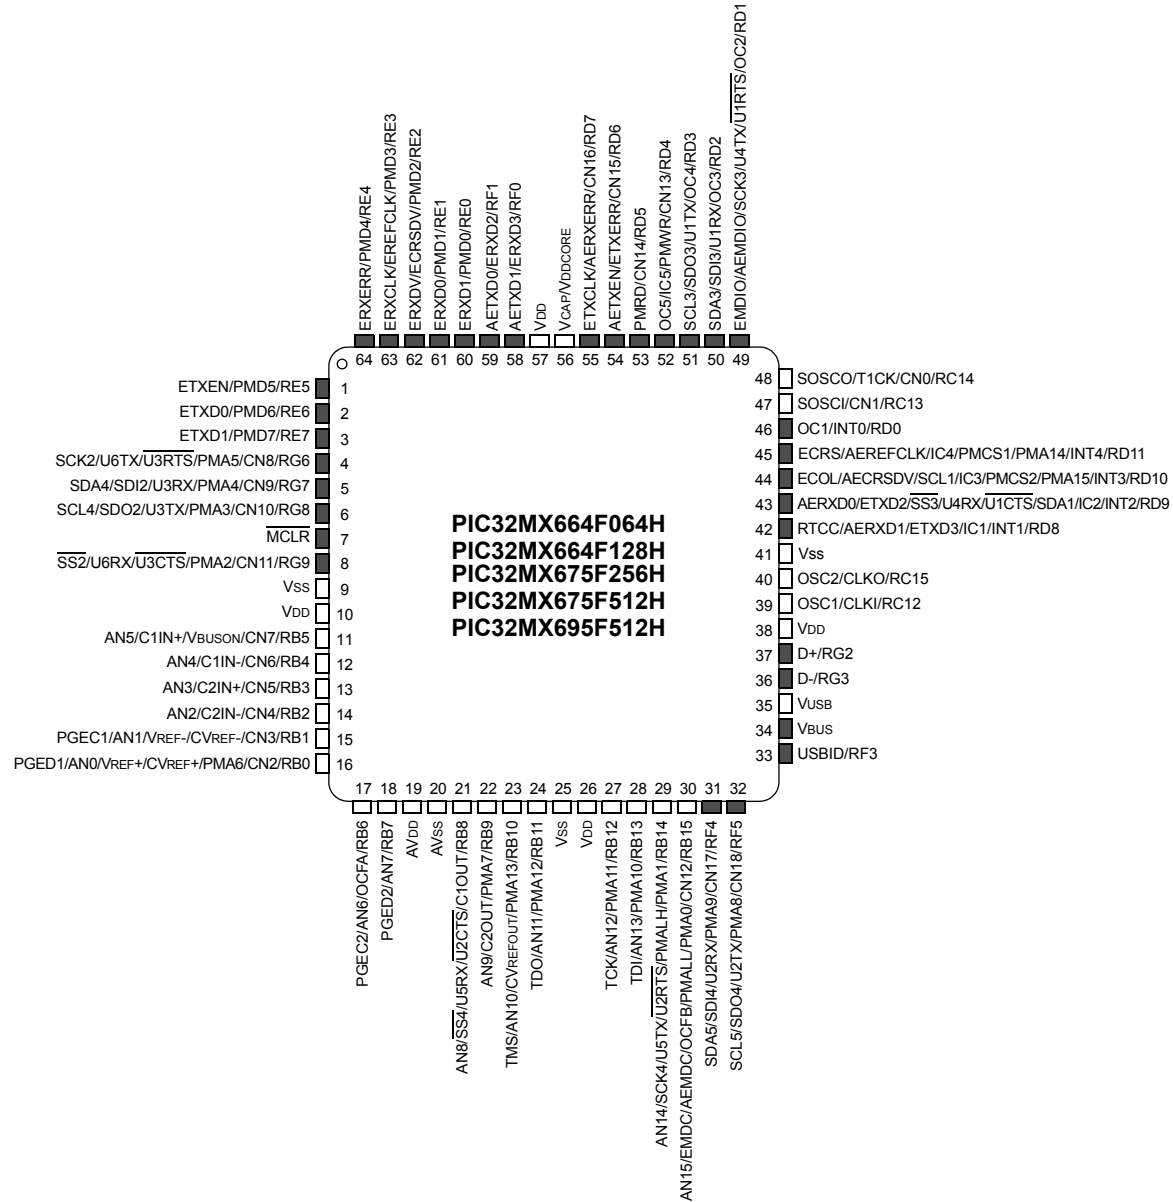 ERXERR/PMD4/RE4
ERXCLK/EREFCLK/PMD3/RE3
ERXDV/ECRSDV/PMD2/RE2
ERXD0/PMD1/RE1
ERXD1/PMD0/RE0
AETXD0/ERXD2/RF1
AETXD1/ERXD3/RF0
VDD
VCAP/VDDCORE
ETXCLK/AERXERR/CN16/RD7
AETXEN/ETXERR/CN15/RD6
PMRD/CN14/RD5
OC5/IC5/PMWR/CN13/RD4
SCL3/SDO3/U1TX/OC4/RD3
SDA3/SDI3/U1RX/OC3/RD2
EMDIO/AEMDIO/SCK3/U4TX/U1RTS/OC2/RD1
64 63 62 61 60 59 58 57 56 55 54 53 52 51 50 49
ETXEN/PMD5/RE5 1
ETXD0/PMD6/RE6 2
ETXD1/PMD7/RE7 3
SCK2/U6TX/U3RTS/PMA5/CN8/RG6 4
SDA4/SDI2/U3RX/PMA4/CN9/RG7 5
SCL4/SDO2/U3TX/PMA3/CN10/RG8 6
MCLR 7
SS2/U6RX/U3CTS/PMA2/CN11/RG9 8
VSS 9
VDD 10
AN5/C1IN+/VBUSON/CN7/RB5 11
AN4/C1IN-/CN6/RB4 12
AN3/C2IN+/CN5/RB3 13
AN2/C2IN-/CN4/RB2 14
PGEC1/AN1/VREF-/CVREF-/CN3/RB1 15
PGED1/AN0/VREF+/CVREF+/PMA6/CN2/RB0 16
PIC32MX664F064H
PIC32MX664F128H
PIC32MX675F256H
PIC32MX675F512H
PIC32MX695F512H
48 SOSCO/T1CK/CN0/RC14
47 SOSCI/CN1/RC13
46 OC1/INT0/RD0
45 ECRS/AEREFCLK/IC4/PMCS1/PMA14/INT4/RD11
44 ECOL/AECRSDV/SCL1/IC3/PMCS2/PMA15/INT3/RD10
43 AERXD0/ETXD2/SS3/U4RX/U1CTS/SDA1/IC2/INT2/RD9
42 RTCC/AERXD1/ETXD3/IC1/INT1/RD8
41 Vss
40 OSC2/CLKO/RC15
39 OSC1/CLKI/RC12
38 VDD
37 D+/RG2
36 D-/RG3
35 VUSB
34 VBUS
33 USBID/RF3
17 18 19 20 21 22 23 24 25 26 27 28 29 30 31 32
PGEC2/AN6/OCFA/RB6
PGED2/AN7/RB7
AVDD
AVSS
AN8/SS4/U5RX/U2CTS/C1OUT/RB8
AN9/C2OUT/PMA7/RB9
TMS/AN10/CVREFOUT/PMA13/RB10
TDO/AN11/PMA12/RB11
VSS
VDD
TCK/AN12/PMA11/RB12
TDI/AN13/PMA10/RB13
AN14/SCK4/U5TX/U2RTS/PMALH/PMA1/RB14
AN15/EMDC/AEMDC/OCFB/PMALL/PMA0/CN12/RB15
SDA5/SDI4/U2RX/PMA9/CN17/RF4
SCL5/SDO4/U2TX/PMA8/CN18/RF5